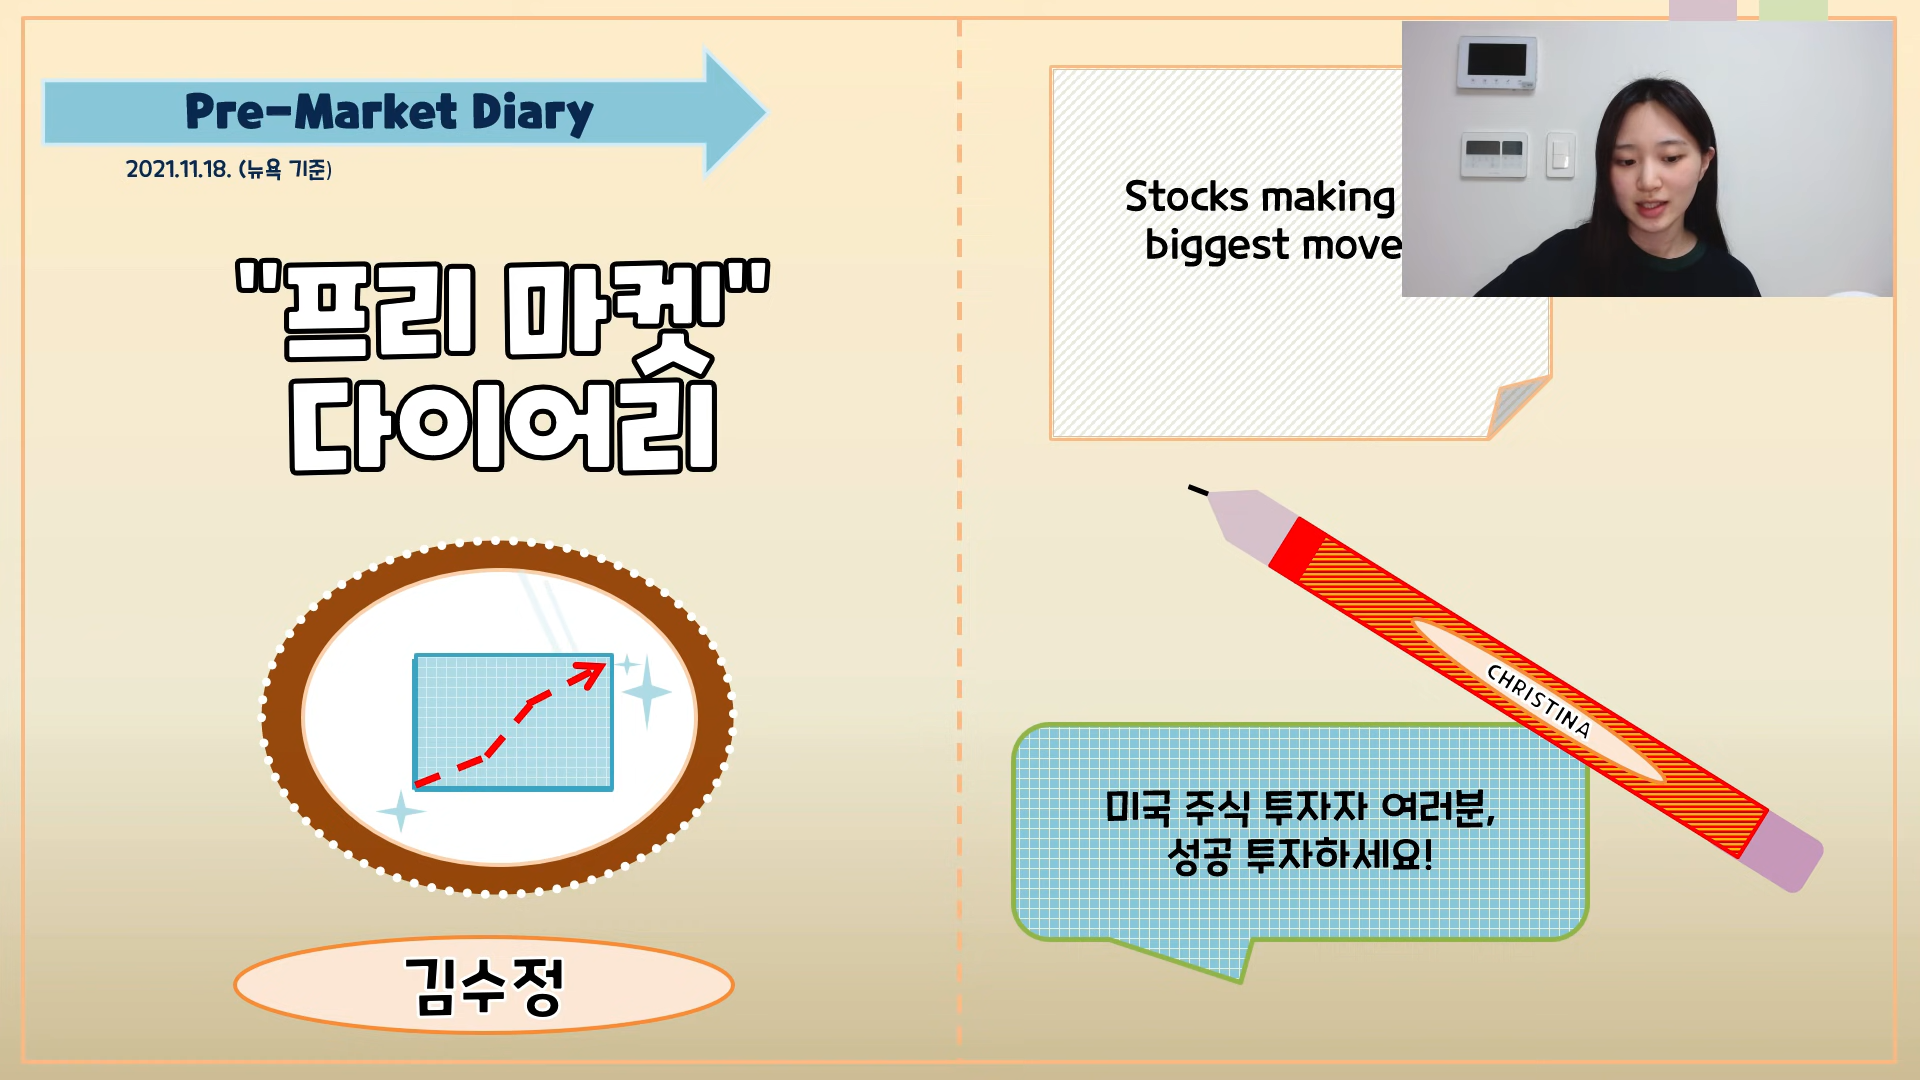 Pre-Market Diary
2021.11.18. (뉴욕 기준)
"프리 마켓"
다이어리
김수정
Stocks making
biggest move
CHRISTINA
미국 주식 투자자 여러분,
성공 투자하세요!